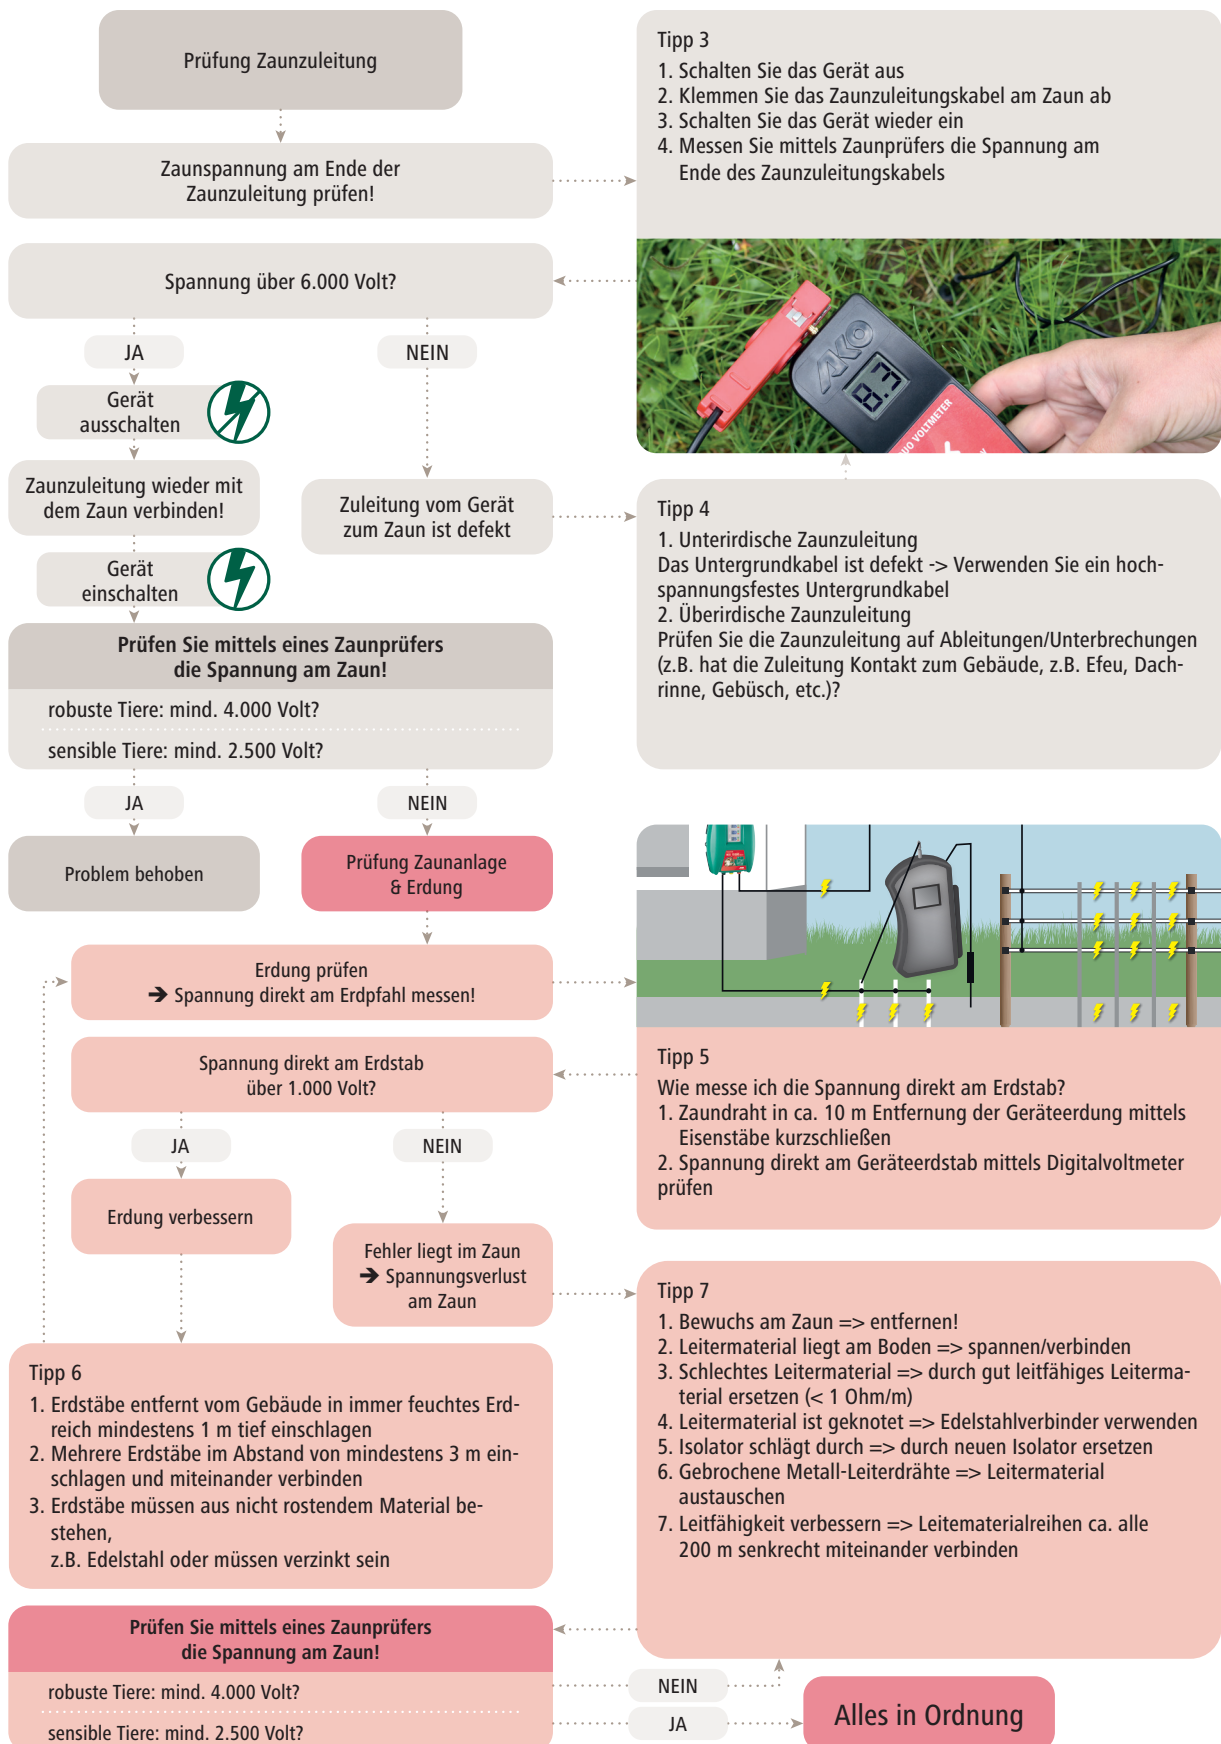 Prüfung Zaunzuleitung
Zaunspannung am Ende der
Zaunzuleitung prüfen!
Tipp 3
1. Schalten Sie das Gerät aus
2. Klemmen Sie das Zaunzuleitungskabel am Zaun ab
3. Schalten Sie das Gerät wieder ein
4. Messen Sie mittels Zaunprüfers die Spannung am
Ende des Zaunzuleitungskabels
Spannung über 6.000 Volt?
AKO
8.7
DUO VOLTMETER
JA
NEIN
Gerät
ausschalten
Zaunzuleitung wieder mit
dem Zaun verbinden!
Gerät
einschalten
Zuleitung vom Gerät
zum Zaun ist defekt
Tipp 4
1. Unterirdische Zaunzuleitung
Das Untergrundkabel ist defekt -> Verwenden Sie ein hoch-
spannungsfestes Untergrundkabel
2. Überirdische Zaunzuleitung
Prüfen Sie die Zaunzuleitung auf Ableitungen/Unterbrechungen
(z.B. hat die Zuleitung Kontakt zum Gebäude, z.B. Efeu, Dach-
rinne, Gebüsch, etc.)?
Prüfen Sie mittels eines Zaunprüfers
die Spannung am Zaun!
robuste Tiere: mind. 4.000 Volt?
sensible Tiere: mind. 2.500 Volt?
JA
NEIN
Problem behoben
Prüfung Zaunanlage
& Erdung
Erdung prüfen
➔ Spannung direkt am Erdpfahl messen!
Spannung direkt am Erdstab
über 1.000 Volt?
Tipp 5
Wie messe ich die Spannung direkt am Erdstab?
1. Zaundraht in ca. 10 m Entfernung der Geräteerdung mittels
Eisenstäbe kurzschließen
2. Spannung direkt am Geräteerdstab mittels Digitalvoltmeter
prüfen
JA
NEIN
Erdung verbessern
Fehler liegt im Zaun
➔ Spannungsverlust
am Zaun
Tipp 6
1. Erdstäbe entfernt vom Gebäude in immer feuchtes Erd-
reich mindestens 1 m tief einschlagen
2. Mehrere Erdstäbe im Abstand von mindestens 3 m ein-
schlagen und miteinander verbinden
3. Erdstäbe müssen aus nicht rostendem Material be-
stehen,
z.B. Edelstahl oder müssen verzinkt sein
Tipp 7
1. Bewuchs am Zaun => entfernen!
2. Leitermaterial liegt am Boden => spannen/verbinden
3. Schlechtes Leitermaterial => durch gut leitfähiges Leiterma-
terial ersetzen (< 1 Ohm/m)
4. Leitermaterial ist geknotet => Edelstahlverbinder verwenden
5. Isolator schlägt durch => durch neuen Isolator ersetzen
6. Gebrochene Metall-Leiterdrähte => Leitermaterial
austauschen
7. Leitfähigkeit verbessern => Leitematerialreihen ca. alle
200 m senkrecht miteinander verbinden
Prüfen Sie mittels eines Zaunprüfers
die Spannung am Zaun!
robuste Tiere: mind. 4.000 Volt?
sensible Tiere: mind. 2.500 Volt?
NEIN
JA
Alles in Ordnung